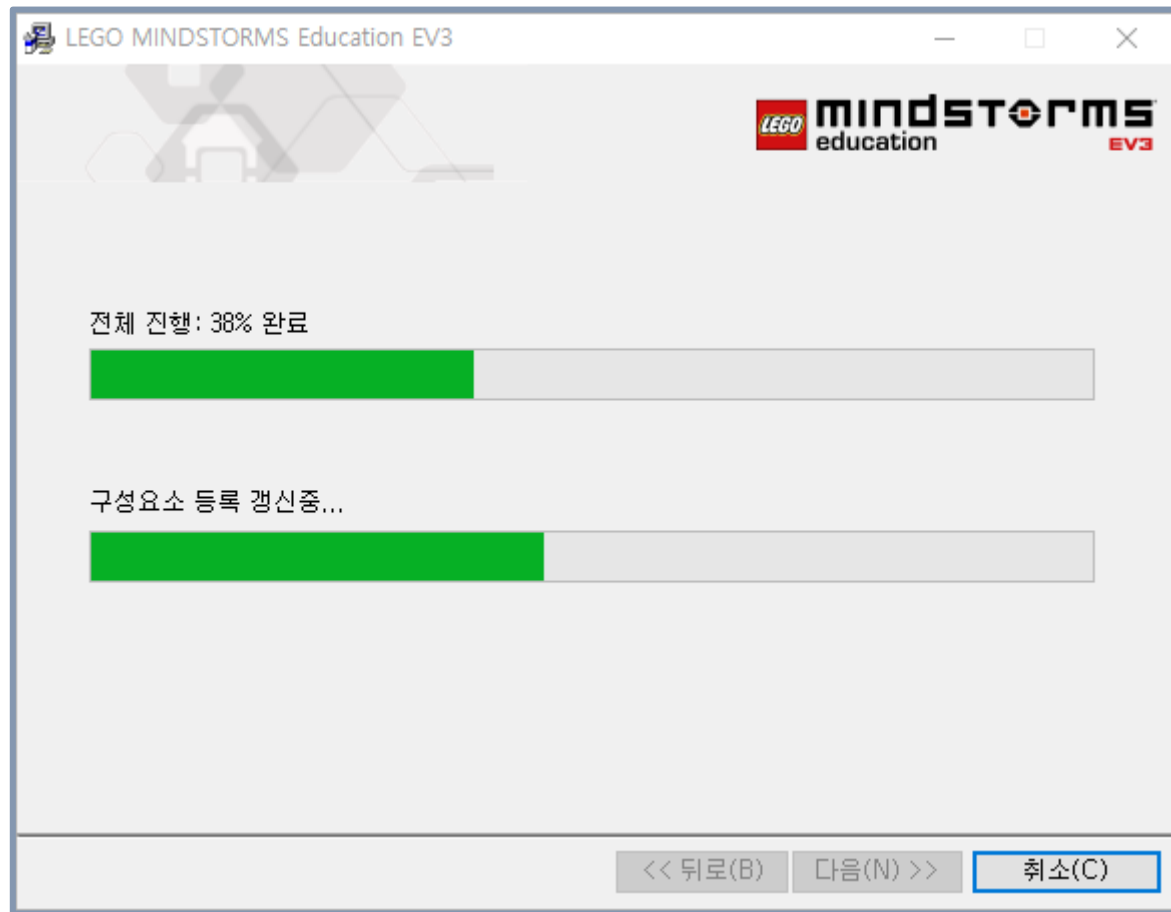 LEGO MINDSTORMS Education EV3
LEGO mindstorms
education EV3
전체 진행: 38% 완료
구성요소 등록 갱신중...
<< 뒤로(B) 다음(N) >> 취소(C)